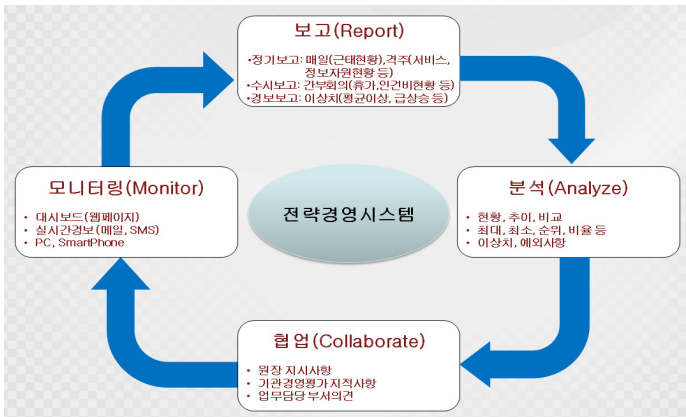 보고(Report)
•정기보고: 매일(근태현황),격주(서비스,
정보자원현황 등)
•수시보고: 간부회의(휴가,인건비현황 등)
•경보보고: 이상치(평균이상, 급상승 등)
모니터링(Monitor)
• 대시보드(웹페이지)
• 실시간경보(메일, SMS)
• PC, SmartPhone
전략경영시스템
분석(Analyze)
• 현황, 추이, 비교
• 최대, 최소, 순위, 비율 등
• 이상치, 예외사항
협업(Collaborate)
• 원장 지시사항
• 기관경영평가 지적사항
• 업무담당 부서의견